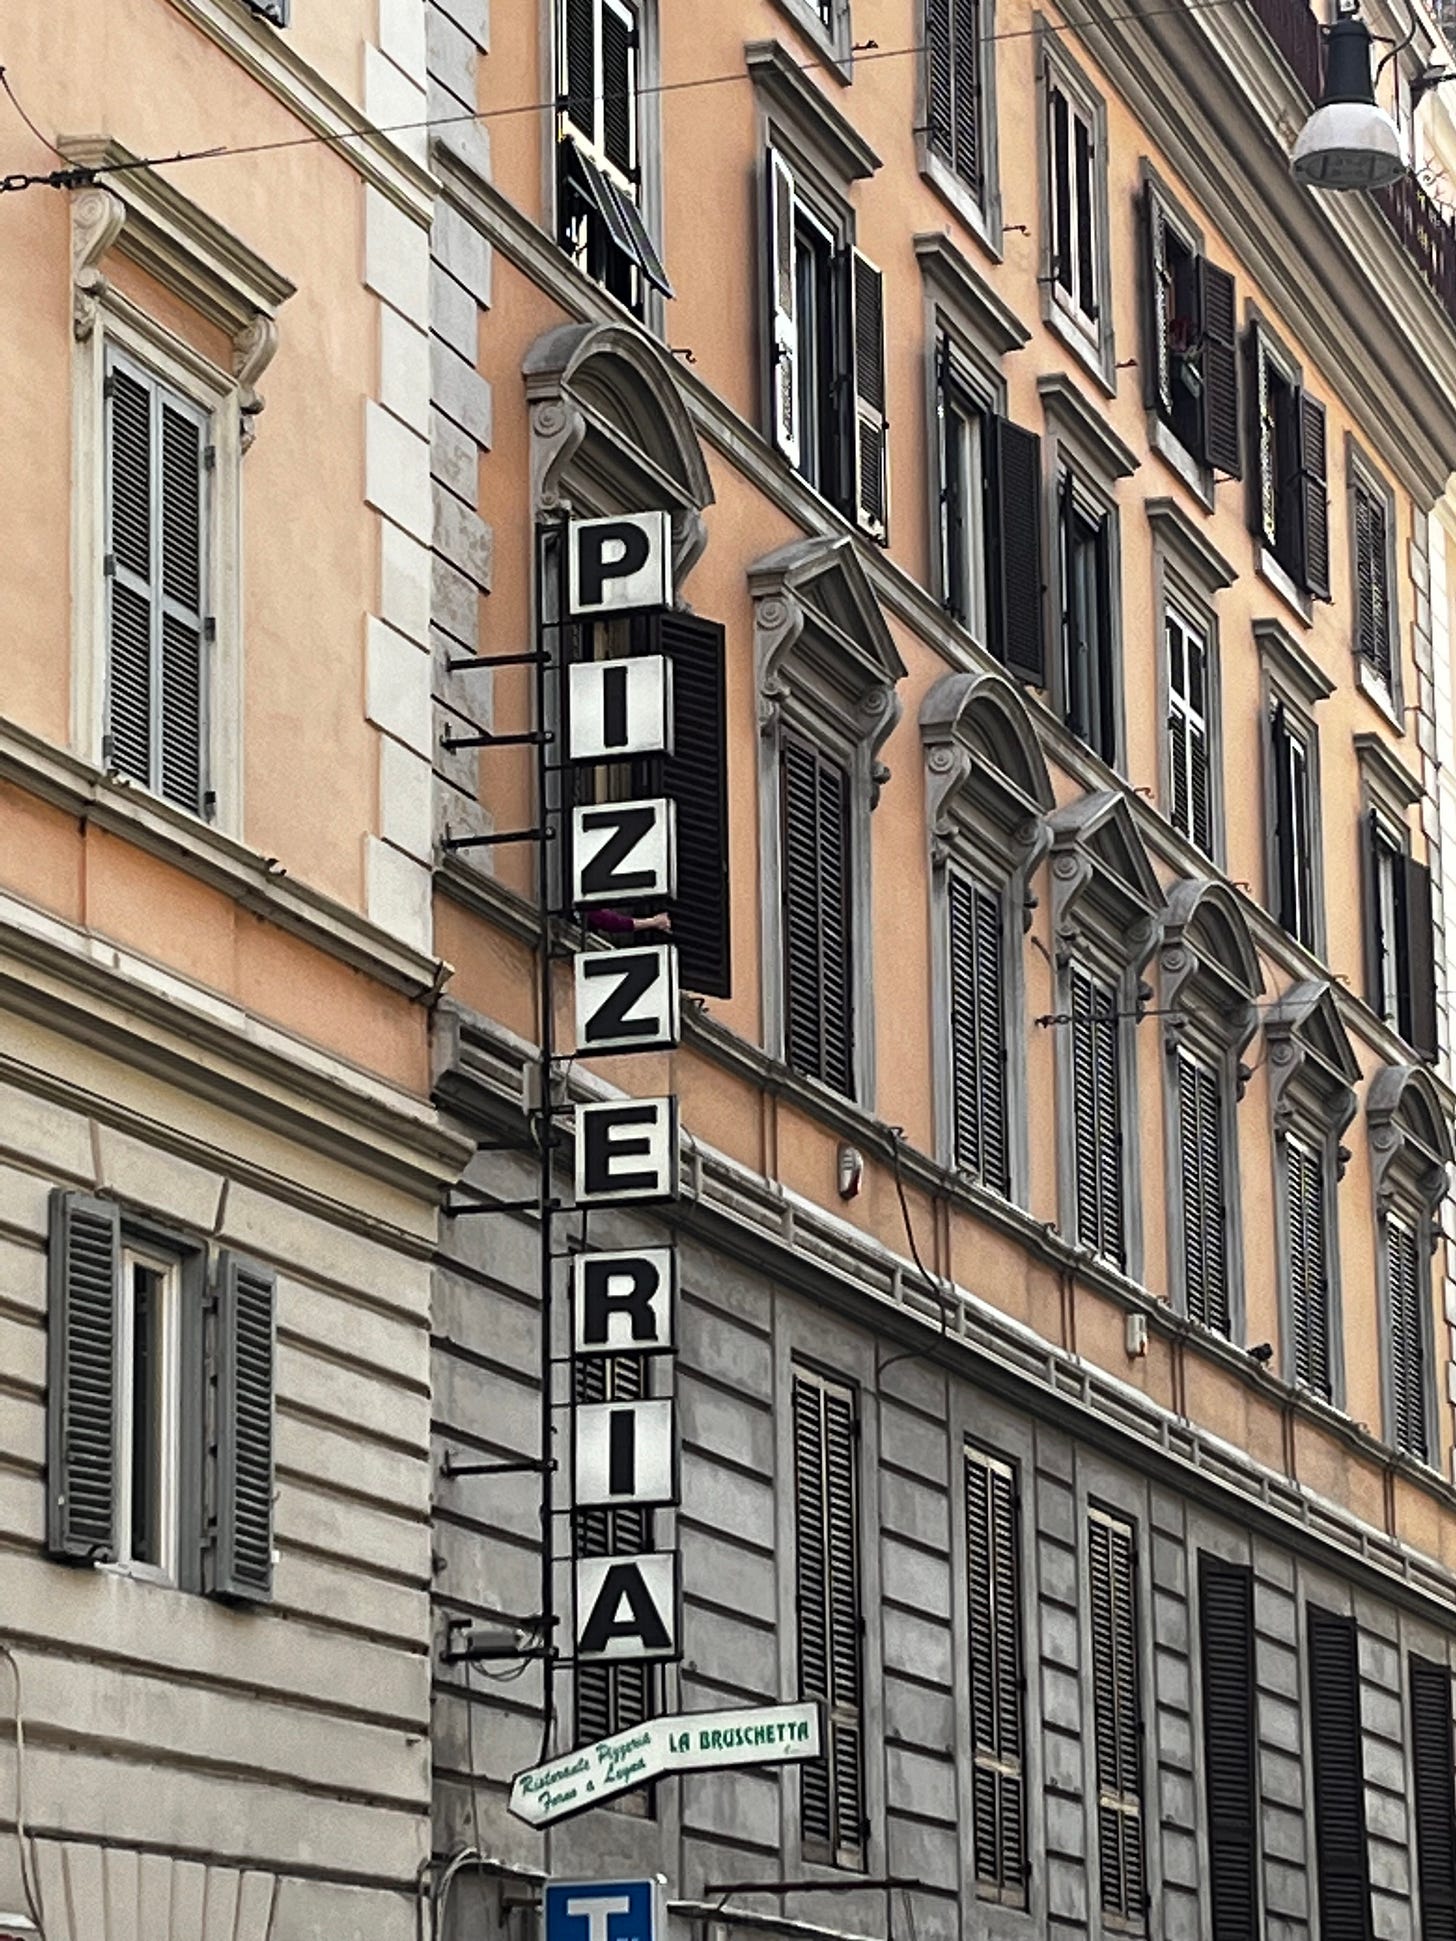 PIZZERIA
Ristorante Pizzeria
Forno a Legna
LA BRUSCHETTA
T